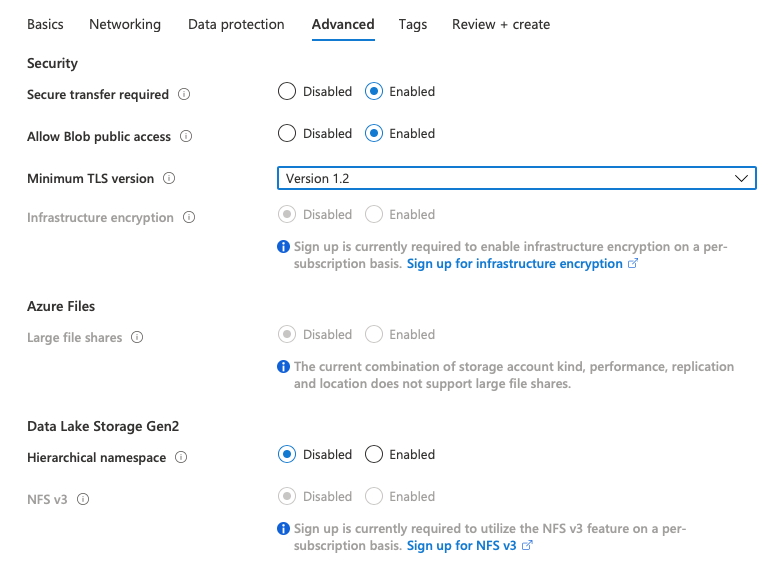 Basics Networking Data protection Advanced Tags Review + create
Security
Secure transfer required Disabled Enabled
Allow Blob public access Disabled Enabled
Minimum TLS version Version 1.2
Infrastructure encryption Disabled Enabled
Sign up is currently required to enable infrastructure encryption on a per-
subscription basis. Sign up for infrastructure encryption
Azure Files
Large file shares Disabled Enabled
The current combination of storage account kind, performance, replication
and location does not support large file shares.
Data Lake Storage Gen2
Hierarchical namespace Disabled Enabled
NFS v3 Disabled Enabled
Sign up is currently required to utilize the NFS v3 feature on a per-
subscription basis. Sign up for NFS v3